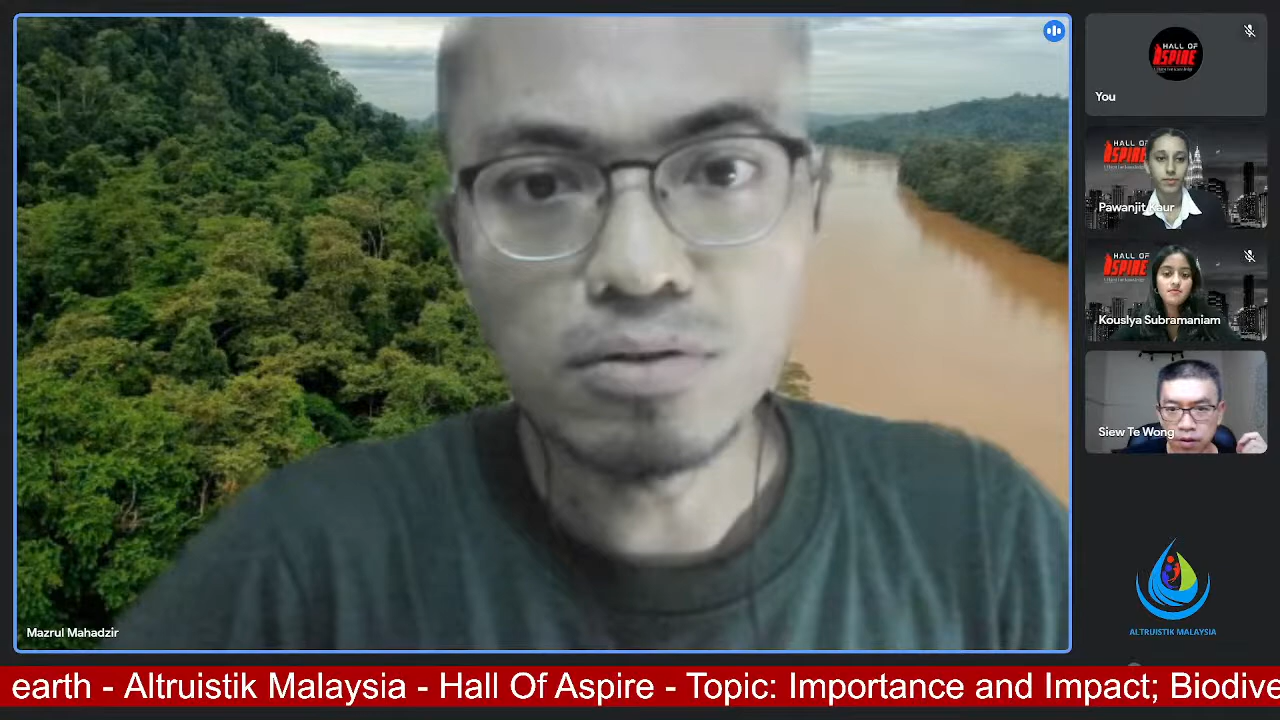 Mazrul Mahadzir
HALL OF
ASPIRE
You
HALL OF
ASPIRE
Pawanjit Kaur
HALL OF
ASPIRE
Kouslya Subramaniam
Siew Te Wong
ALTRUISTIK MALAYSIA
earth - Altruistik Malaysia - Hall Of Aspire - Topic: Importance and Impact; Biodive